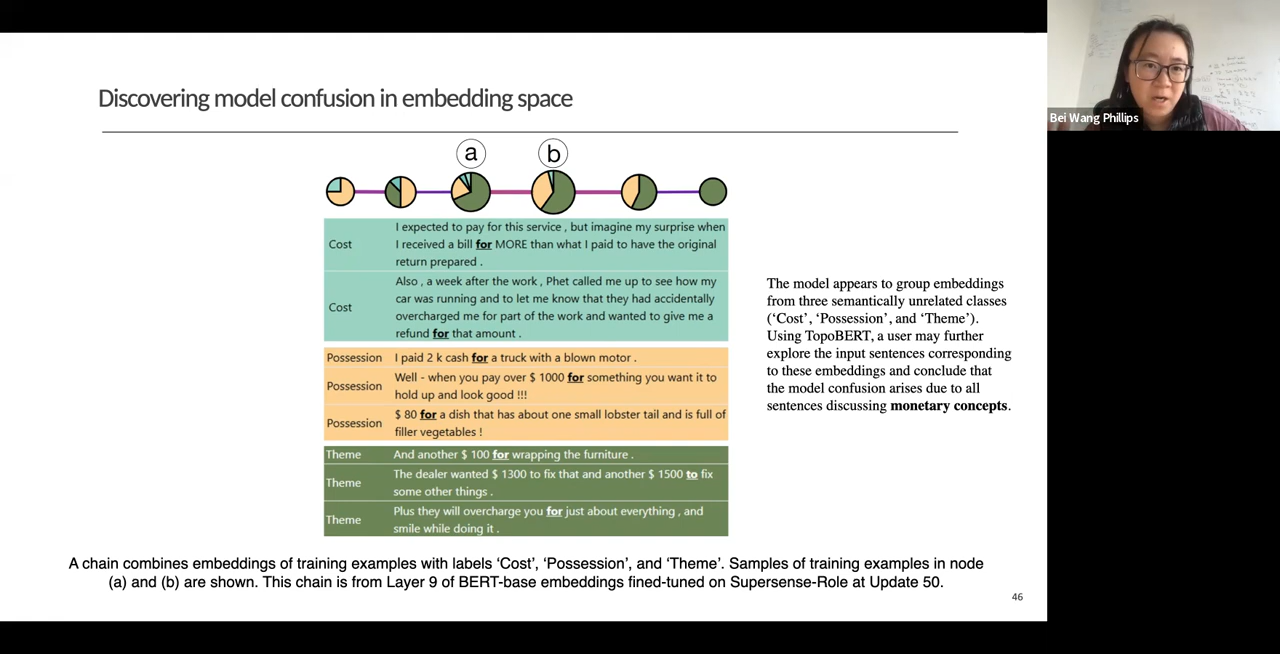 Discovering model confusion in embedding space
Bei Wang Phillips
a
b
Cost
I expected to pay for this service , but imagine my surprise when
I received a bill for MORE than what I paid to have the original
return prepared .
Cost
Also , a week after the work , Phet called me up to see how my
car was running and to let me know that they had accidentally
overcharged me for part of the work and wanted to give me a
refund for that amount .
Possession
I paid 2 k cash for a truck with a blown motor .
Possession
Well - when you pay over $ 1000 for something you want it to
hold up and look good !!!
Possession
$ 80 for a dish that has about one small lobster tail and is full of
filler vegetables !
Theme
And another $ 100 for wrapping the furniture .
Theme
The dealer wanted $ 1300 to fix that and another $ 1500 to fix
some other things .
Theme
Plus they will overcharge you for just about everything , and
smile while doing it .
The model appears to group embeddings
from three semantically unrelated classes
(‘Cost’, ‘Possession’, and ‘Theme’).
Using TopoBERT, a user may further
explore the input sentences corresponding
to these embeddings and conclude that
the model confusion arises due to all
sentences discussing monetary concepts.
A chain combines embeddings of training examples with labels ‘Cost’, ‘Possession’, and ‘Theme’. Samples of training examples in node
(a) and (b) are shown. This chain is from Layer 9 of BERT-base embeddings fined-tuned on Supersense-Role at Update 50.
46